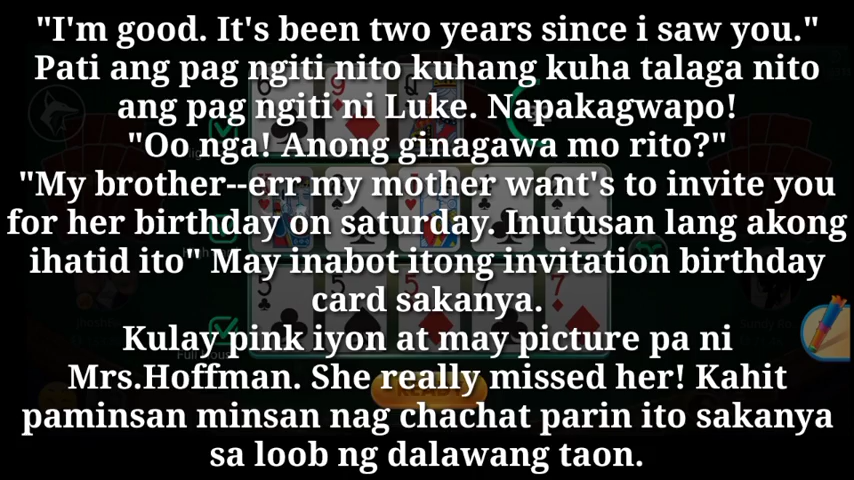 "I'm good. It's been two years since i saw you."
Pati ang pag ngiti nito kuhang kuha talaga nito
ang pag ngiti ni Luke. Napakagwapo!
"Oo nga! Anong ginagawa mo rito?"
"My brother--err my mother want's to invite you
for her birthday on saturday. Inutusan lang akong
ihatid ito" May inabot itong invitation birthday
card sakanya.
Kulay pink iyon at may picture pa ni
Mrs.Hoffman. She really missed her! Kahit
paminsan minsan nag chachat parin ito sakanya
sa loob ng dalawang taon.